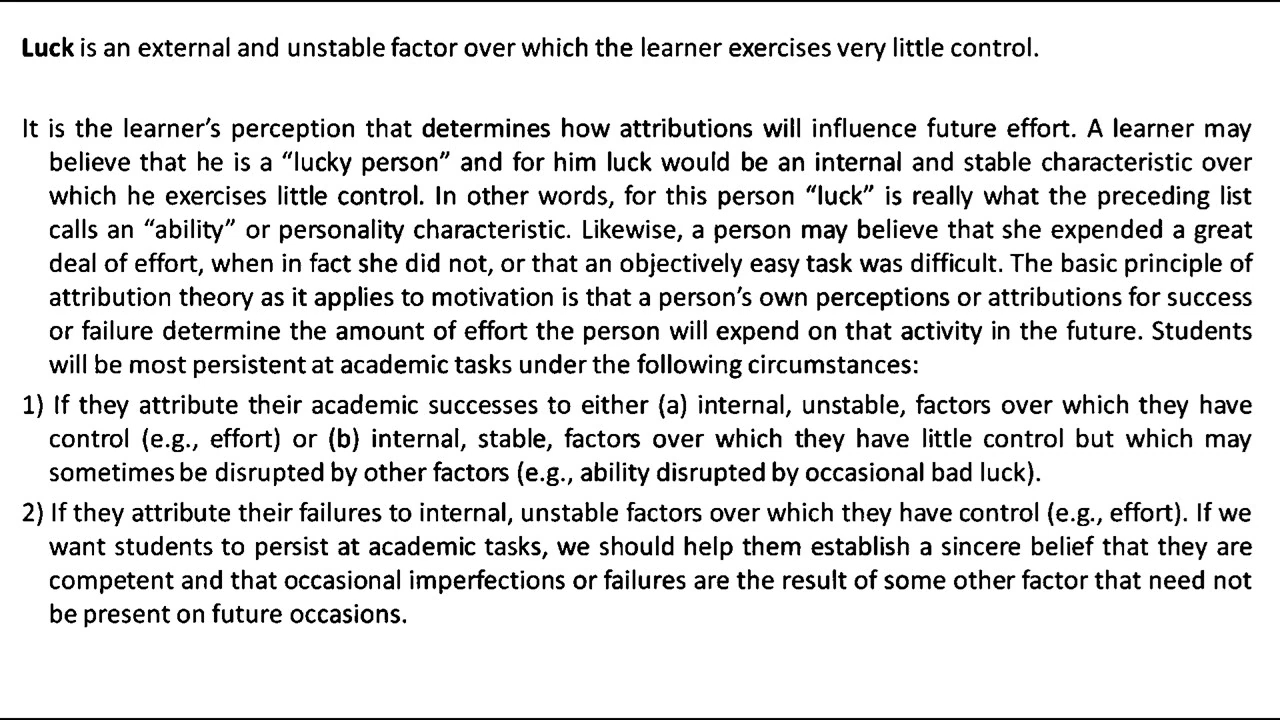 Luck is an external and unstable factor over which the learner exercises very little control.
It is the learner’s perception that determines how attributions will influence future effort. A learner may
believe that he is a “lucky person” and for him luck would be an internal and stable characteristic over
which he exercises little control. In other words, for this person “luck” is really what the preceding list
calls an “ability” or personality characteristic. Likewise, a person may believe that she expended a great
deal of effort, when in fact she did not, or that an objectively easy task was difficult. The basic principle of
attribution theory as it applies to motivation is that a person’s own perceptions or attributions for success
or failure determine the amount of effort the person will expend on that activity in the future. Students
will be most persistent at academic tasks under the following circumstances:
1) If they attribute their academic successes to either (a) internal, unstable, factors over which they have
control (e.g., effort) or (b) internal, stable, factors over which they have little control but which may
sometimes be disrupted by other factors (e.g., ability disrupted by occasional bad luck).
2) If they attribute their failures to internal, unstable factors over which they have control (e.g., effort). If we
want students to persist at academic tasks, we should help them establish a sincere belief that they are
competent and that occasional imperfections or failures are the result of some other factor that need not
be present on future occasions.